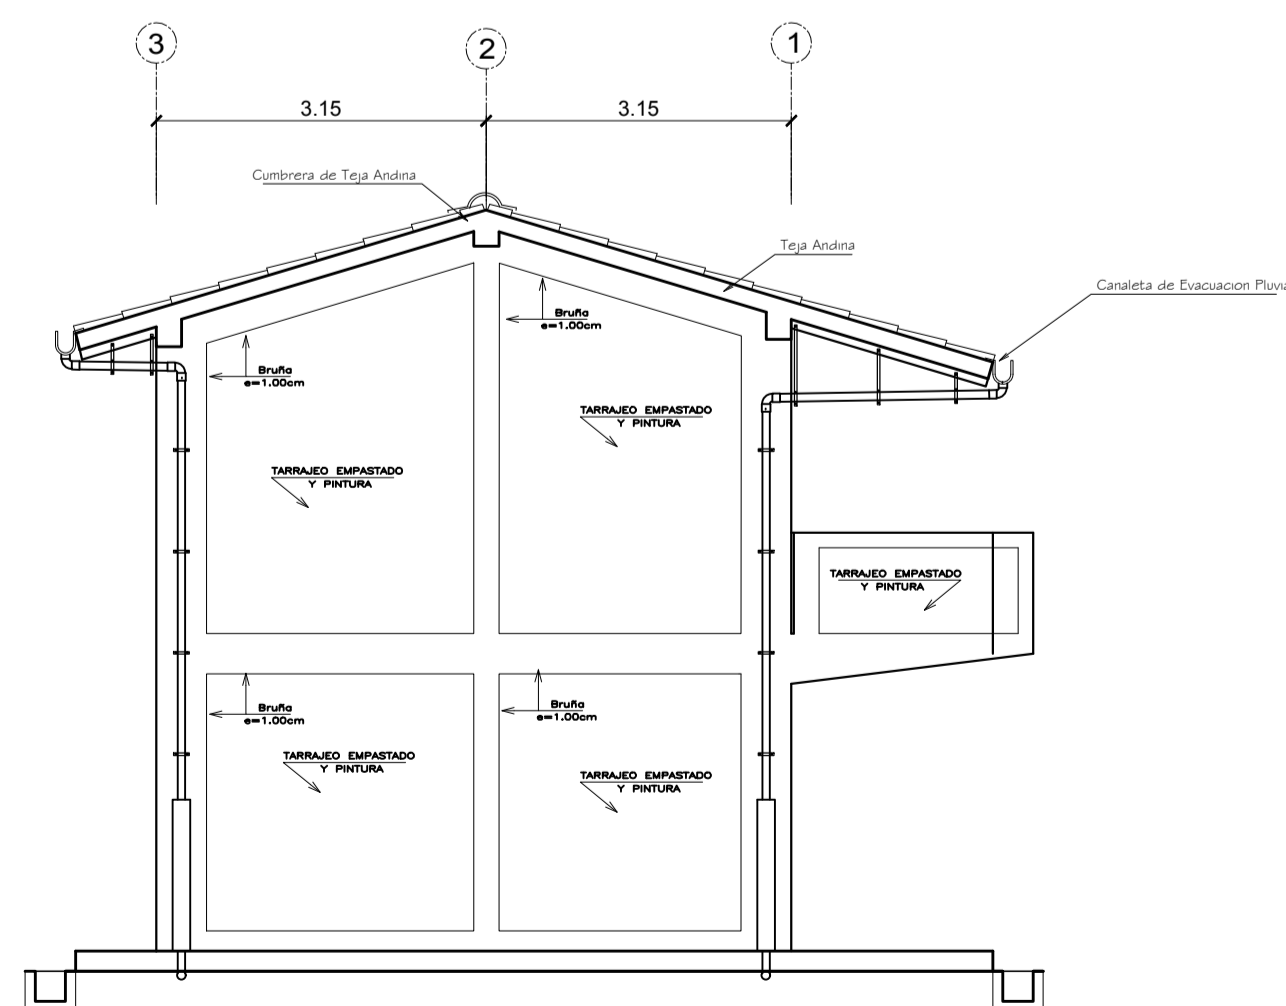 3
2
1
3.15
3.15
Cumbrera de Teja Andina
Teja Andina
Canaleta de Evacuacion Pluvia
Bruña
e=1.00cm
Bruña
e=1.00cm
TARRAJEO EMPASTADO
Y PINTURA
TARRAJEO EMPASTADO
Y PINTURA
TARRAJEO EMPASTADO
Y PINTURA
Bruña
e=1.00cm
Bruña
e=1.00cm
TARRAJEO EMPASTADO
Y PINTURA
TARRAJEO EMPASTADO
Y PINTURA